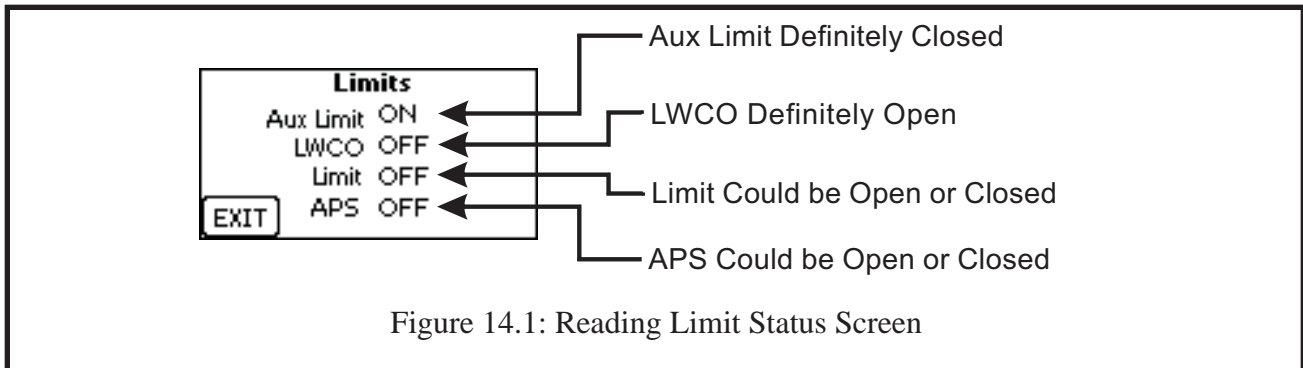 Limits
Aux Limit ON
LWCO OFF
Limit OFF
APS OFF
EXIT
Aux Limit Definitely Closed
LWCO Definitely Open
Limit Could be Open or Closed
APS Could be Open or Closed
Figure 14.1: Reading Limit Status Screen